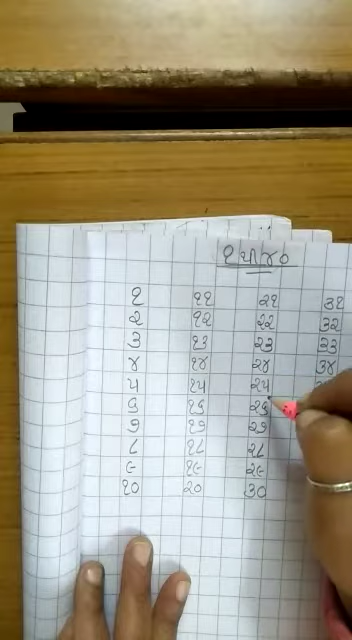 ૧ થી ૪૦
૧ ૧૧ ૨૧ ૩૧
૨ ૧૨ ૨૨ ૩૨
૩ ૧૩ ૨૩ ૩૩
૪ ૧૪ ૨૪ ૩૪
૫ ૧૫ ૨૫
૬ ૧૬ ૨૬
૭ ૧૭ ૨૭
૮ ૧૮ ૨૮
૯ ૧૯ ૨૯
૧૦ ૨૦ ૩૦